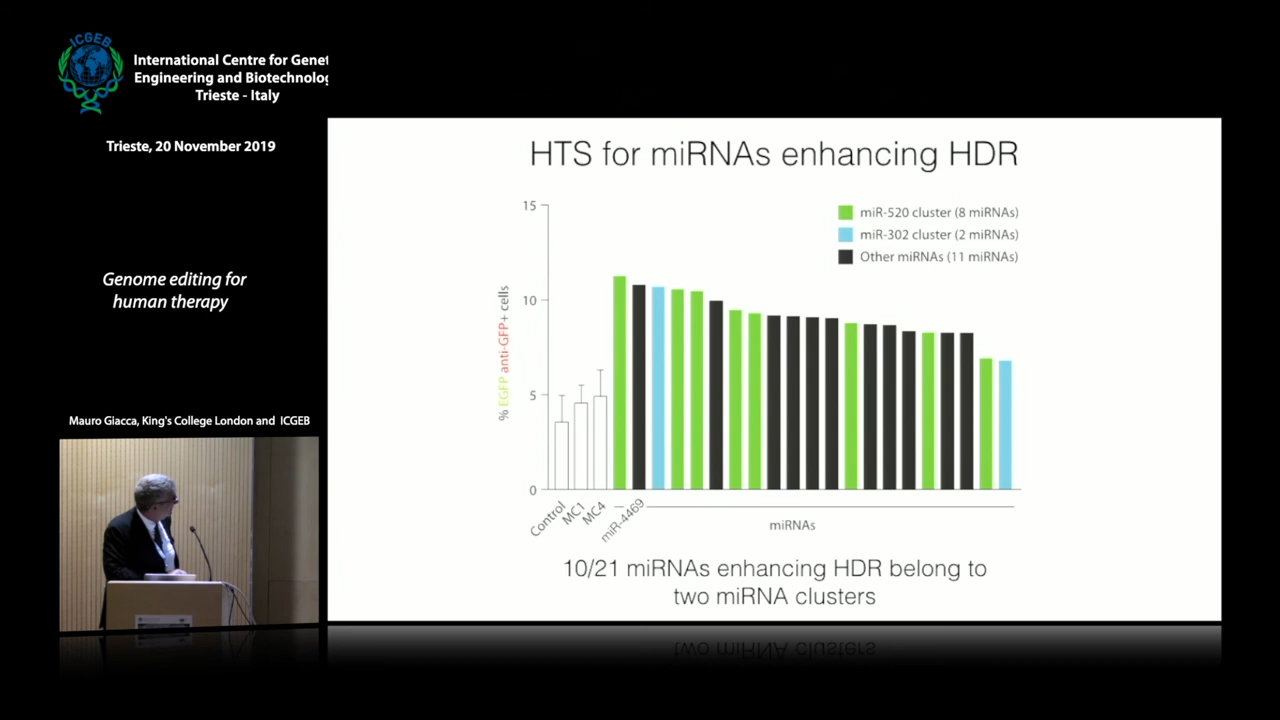 ICGEB
International Centre for Genet
Engineering and Biotechnolog
Trieste - Italy
Trieste, 20 November 2019
Genome editing for
human therapy
Mauro Giacca, King's College London and ICGEB
HTS for miRNAs enhancing HDR
% EGFP anti-GFP+ cells
15
10
5
0
miR-520 cluster (8 miRNAs)
miR-302 cluster (2 miRNAs)
Other miRNAs (11 miRNAs)
Control
MC1
MC4
miR-4469
miRNAs
10/21 miRNAs enhancing HDR belong to
two miRNA clusters